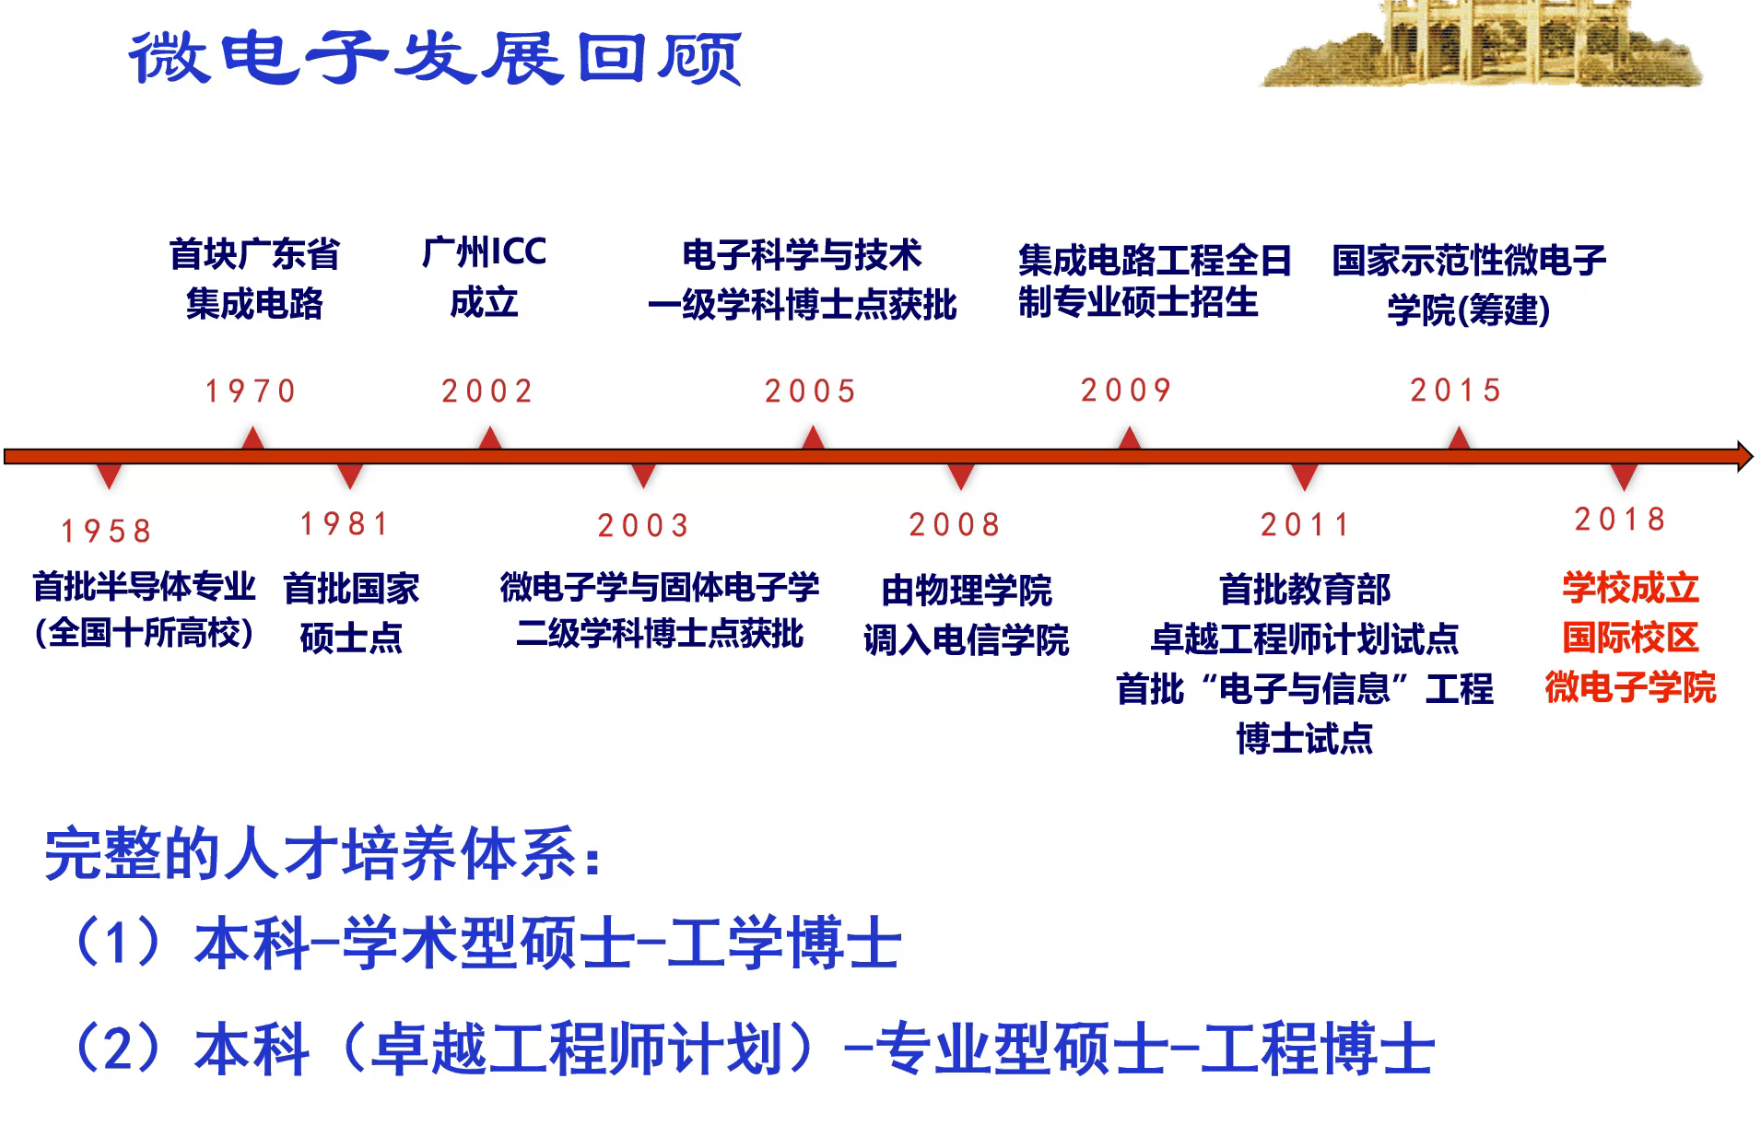 微电子发展回顾
首块广东省
集成电路
广州ICC
成立
电子科学与技术
一级学科博士点获批
集成电路工程全日
制专业硕士招生
国家示范性微电子
学院(筹建)
1970
2002
2005
2009
2015
1958
1981
2003
2008
2011
2018
首批半导体专业
（全国十所高校）
首批国家
硕士点
微电子学与固体电子学
二级学科博士点获批
由物理学院
调入电信学院
首批教育部
卓越工程师计划试点
首批“电子与信息”工程
博士试点
学校成立
国际校区
微电子学院
完整的人才培养体系：
（1）本科-学术型硕士-工学博士
（2）本科（卓越工程师计划）-专业型硕士-工程博士